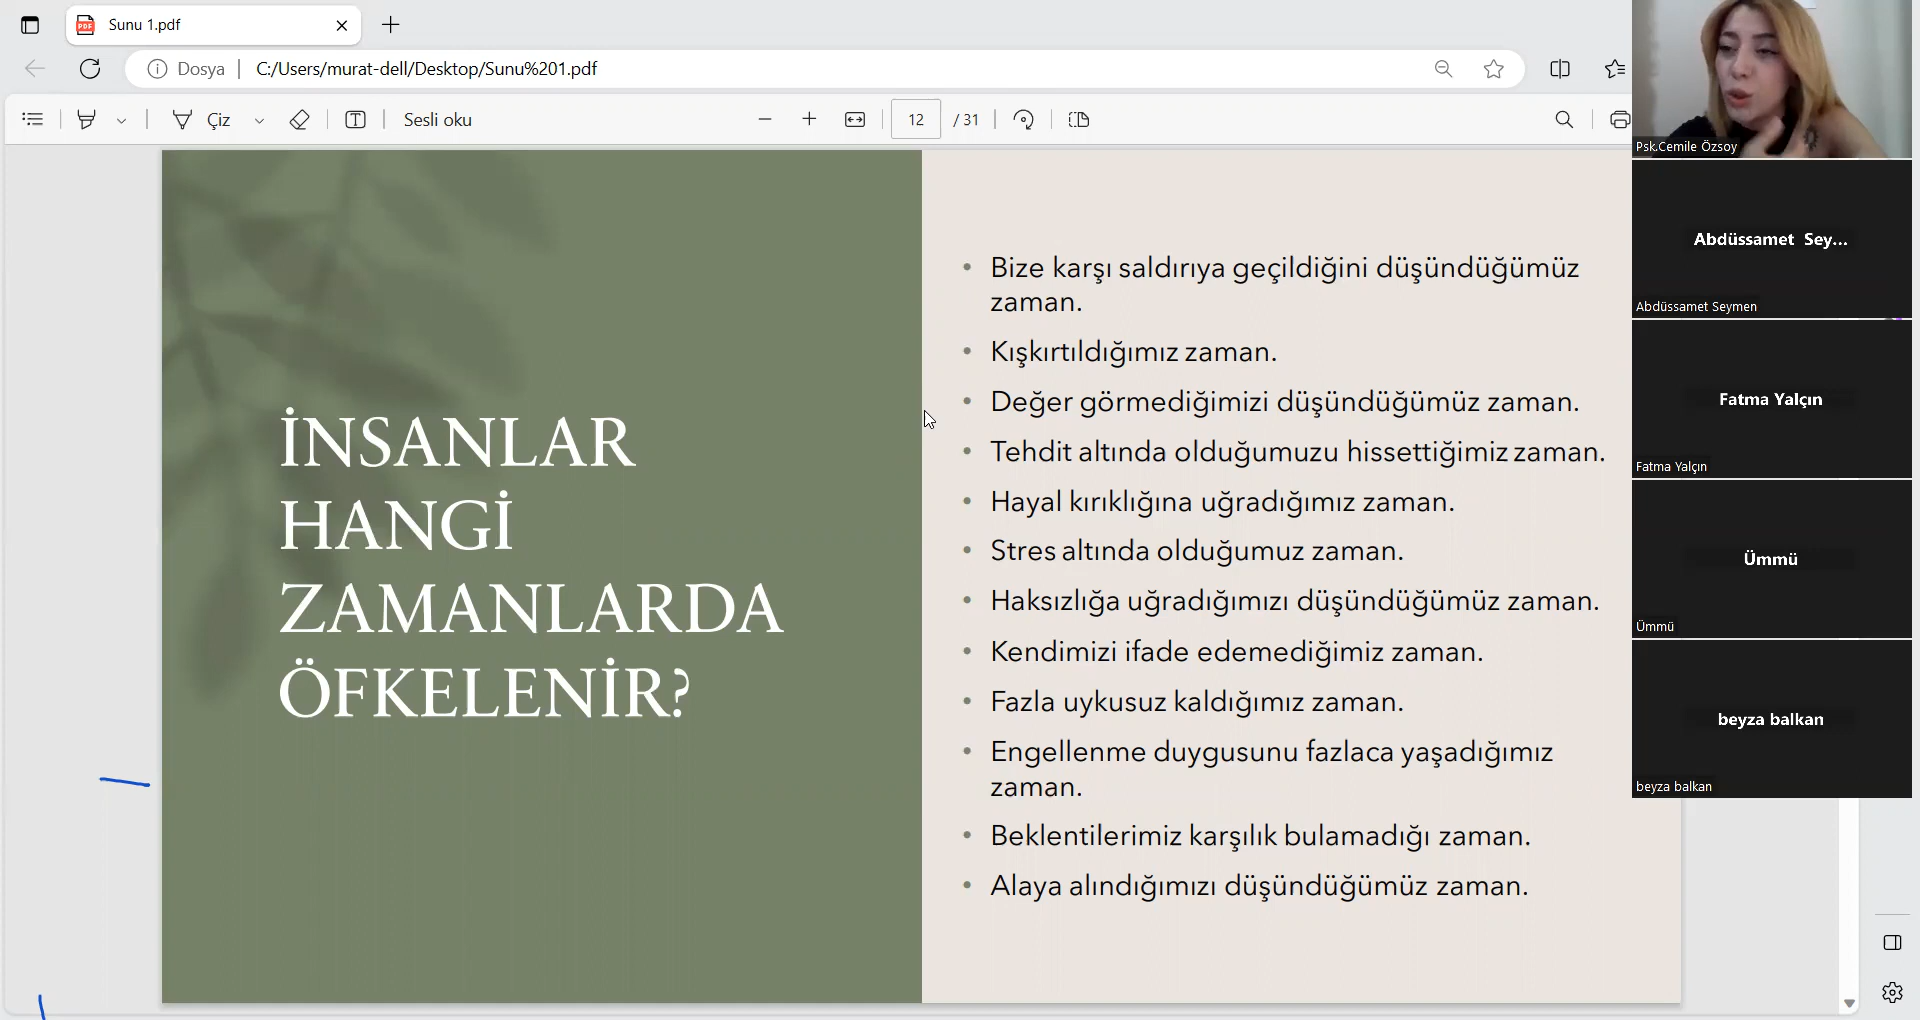 Sunu 1.pdf
Dosya
C:/Users/murat-dell/Desktop/Sunu%201.pdf
Çiz
Sesli oku
12
/ 31
İNSANLAR
HANGİ
ZAMANLARDA
ÖFKELENİR?
• Bize karşı saldırıya geçildiğini düşündüğümüz
zaman.
• Kışkırtıldığımız zaman.
• Değer görmediğimizi düşündüğümüz zaman.
• Tehdit altında olduğumuzu hissettiğimiz zaman.
• Hayal kırıklığına uğradığımız zaman.
• Stres altında olduğumuz zaman.
• Haksızlığa uğradığımızı düşündüğümüz zaman.
• Kendimizi ifade edemediğimiz zaman.
• Fazla uykusuz kaldığımız zaman.
• Engellenme duygusunu fazlaca yaşadığımız
zaman.
• Beklentilerimiz karşılık bulamadığı zaman.
• Alaya alındığımızı düşündüğümüz zaman.
Psk.Cemile Özsoy
Abdüssamet Sey...
Abdüssamet Seymen
Fatma Yalçın
Fatma Yalçın
Ümmü
Ümmü
beyza balkan
beyza balkan